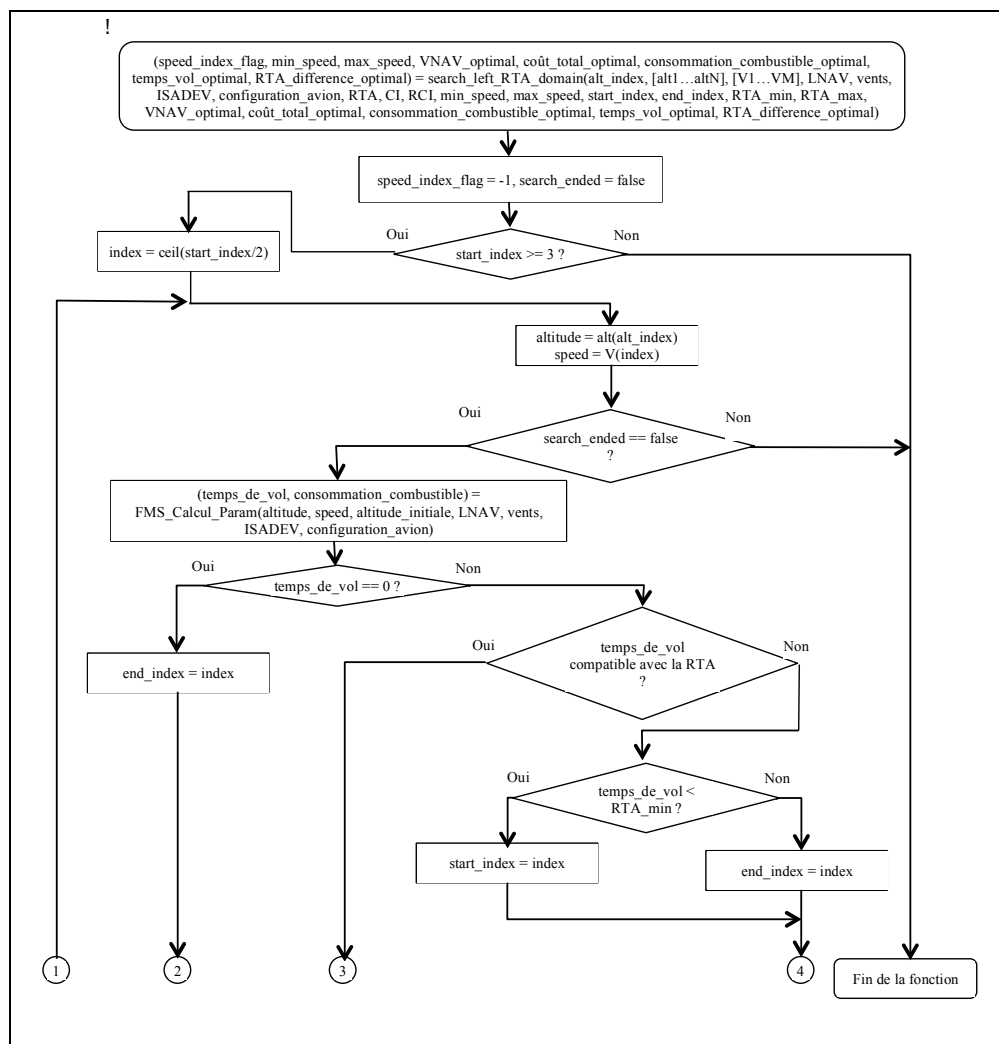 !
(speed_index_flag, min_speed, max_speed, VNAV_optimal, coût_total_optimal, consommation_combustible_optimal,
temps_vol_optimal, RTA_difference_optimal) = search_left_RTA_domain(alt_index, [alt1…altN], [V1…VM], LNAV, vents,
ISADEV, configuration_avion, RTA, CI, RCI, min_speed, max_speed, start_index, end_index, RTA_min, RTA_max,
VNAV_optimal, coût_total_optimal, consommation_combustible_optimal, temps_vol_optimal, RTA_difference_optimal)
speed_index_flag = -1, search_ended = false
Oui
Non
start_index >= 3 ?
index = ceil(start_index/2)
altitude = alt(alt_index)
speed = V(index)
Oui
Non
search_ended == false
?
(temps_de_vol, consommation_combustible) =
FMS_Calcul_Param(altitude, speed, altitude_initiale, LNAV, vents,
ISADEV, configuration_avion)
Oui
Non
temps_de_vol == 0 ?
Oui
Non
temps_de_vol
compatible avec la RTA
?
end_index = index
Oui
Non
temps_de_vol <
RTA_min ?
start_index = index
end_index = index
1
2
3
4
Fin de la fonction